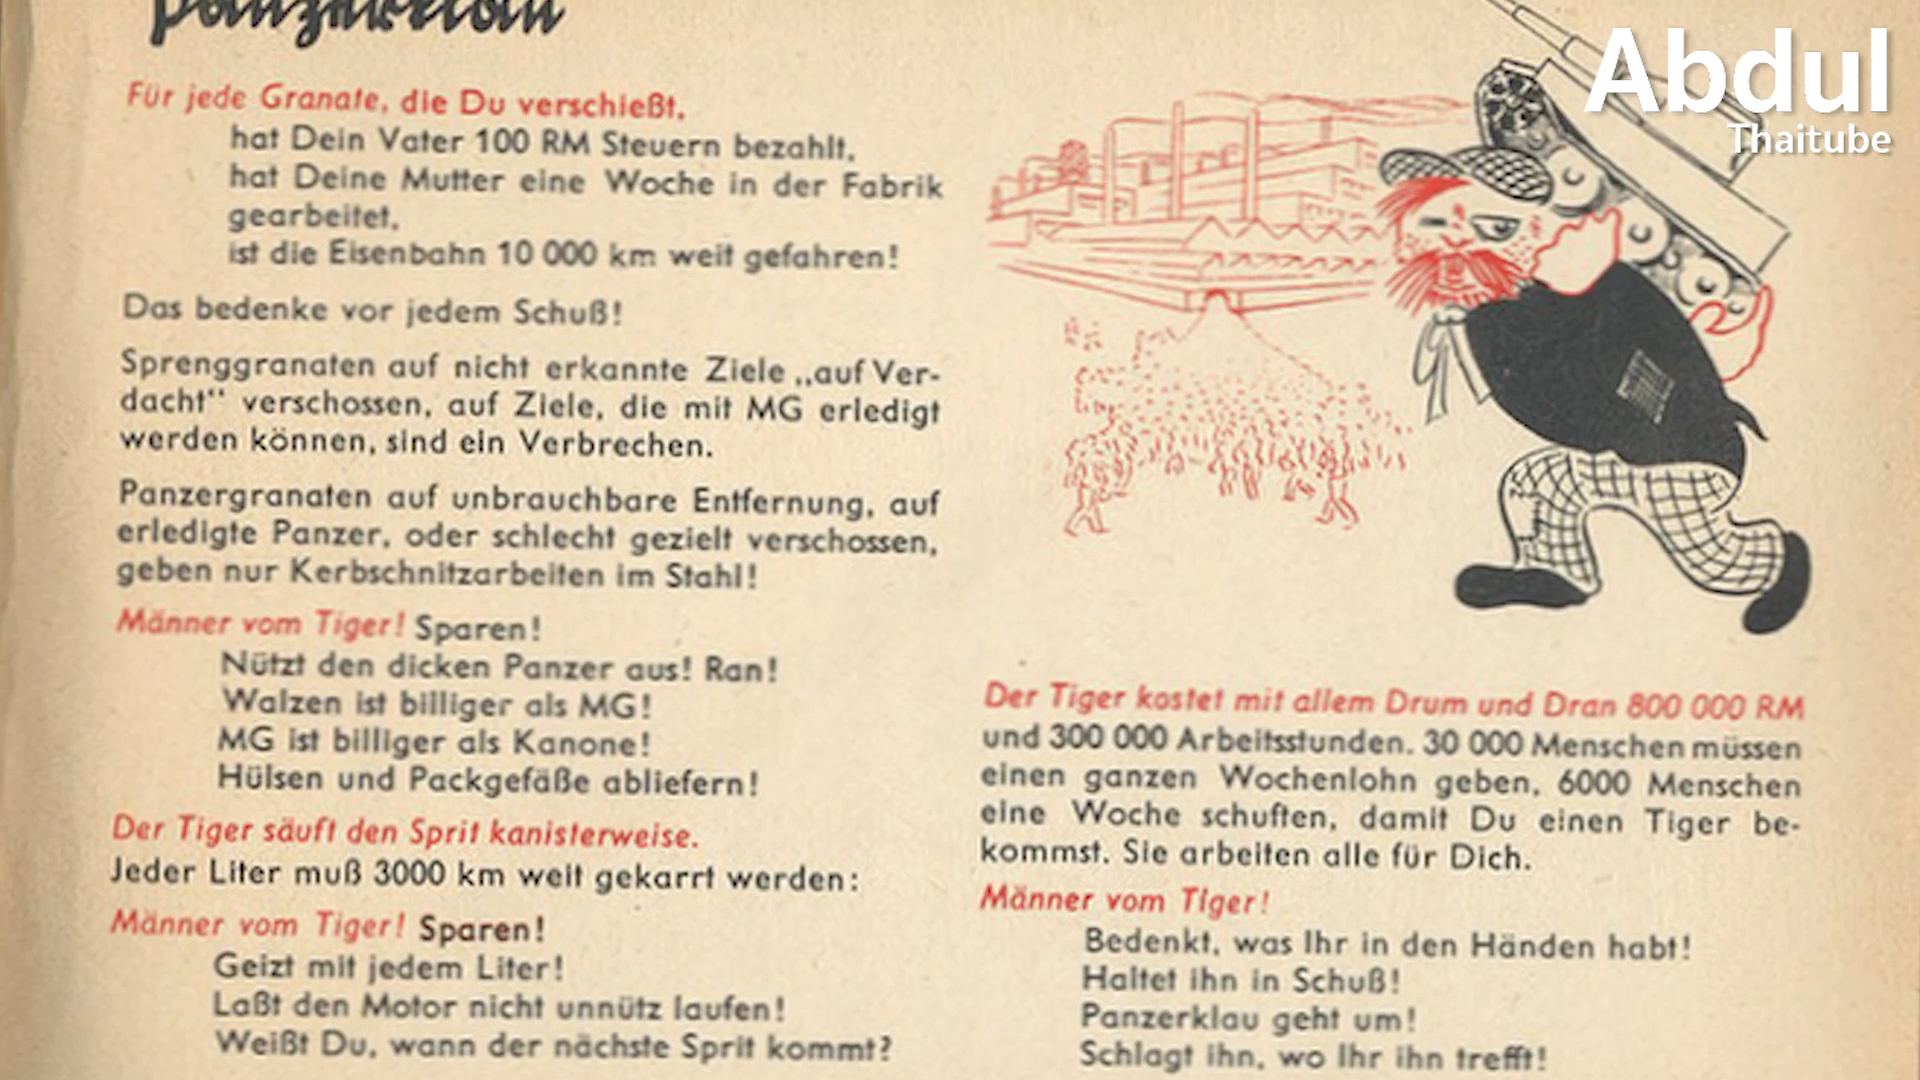 Panzerklau
Für jede Granate, die Du verschießt,
hat Dein Vater 100 RM Steuern bezahlt,
hat Deine Mutter eine Woche in der Fabrik
gearbeitet,
ist die Eisenbahn 10 000 km weit gefahren!
Das bedenke vor jedem Schuß!
Sprenggranaten auf nicht erkannte Ziele „auf Ver-
dacht“ verschossen, auf Ziele, die mit MG erledigt
werden können, sind ein Verbrechen.
Panzergranaten auf unbrauchbare Entfernung, auf
erledigte Panzer, oder schlecht gezielt verschossen,
geben nur Kerbschnitzarbeiten im Stahl!
Männer vom Tiger! Sparen!
Nützt den dicken Panzer aus! Ran!
Walzen ist billiger als MG!
MG ist billiger als Kanone!
Hülsen und Packgefäße abliefern!
Der Tiger säuft den Sprit kanisterweise.
Jeder Liter muß 3000 km weit gekarrt werden:
Männer vom Tiger! Sparen!
Geizt mit jedem Liter!
Laßt den Motor nicht unnütz laufen!
Weißt Du, wann der nächste Sprit kommt?
Abdul
Thaitube
Der Tiger kostet mit allem Drum und Dran 800 000 RM
und 300 000 Arbeitsstunden. 30 000 Menschen müssen
einen ganzen Wochenlohn geben, 6000 Menschen
eine Woche schuften, damit Du einen Tiger be-
kommst. Sie arbeiten alle für Dich.
Männer vom Tiger!
Bedenkt, was Ihr in den Händen habt!
Haltet ihn in Schuß!
Panzerklau geht um!
Schlagt ihn, wo Ihr ihn trefft!